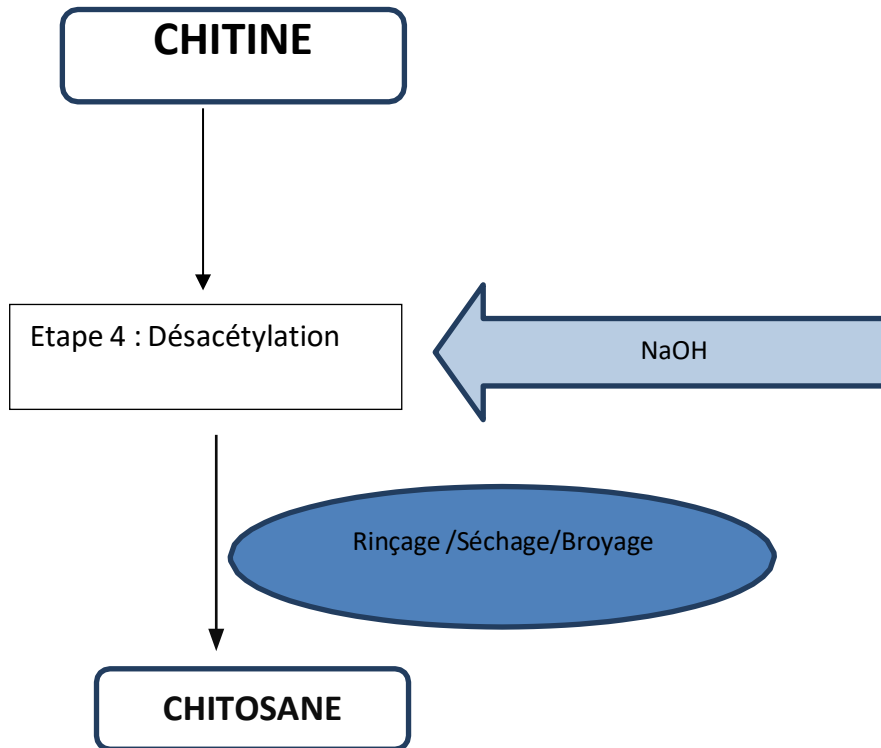 CHITINE
Etape 4 : Désacétylation
NaOH
Rinçage /Séchage/Broyage
CHITOSANE